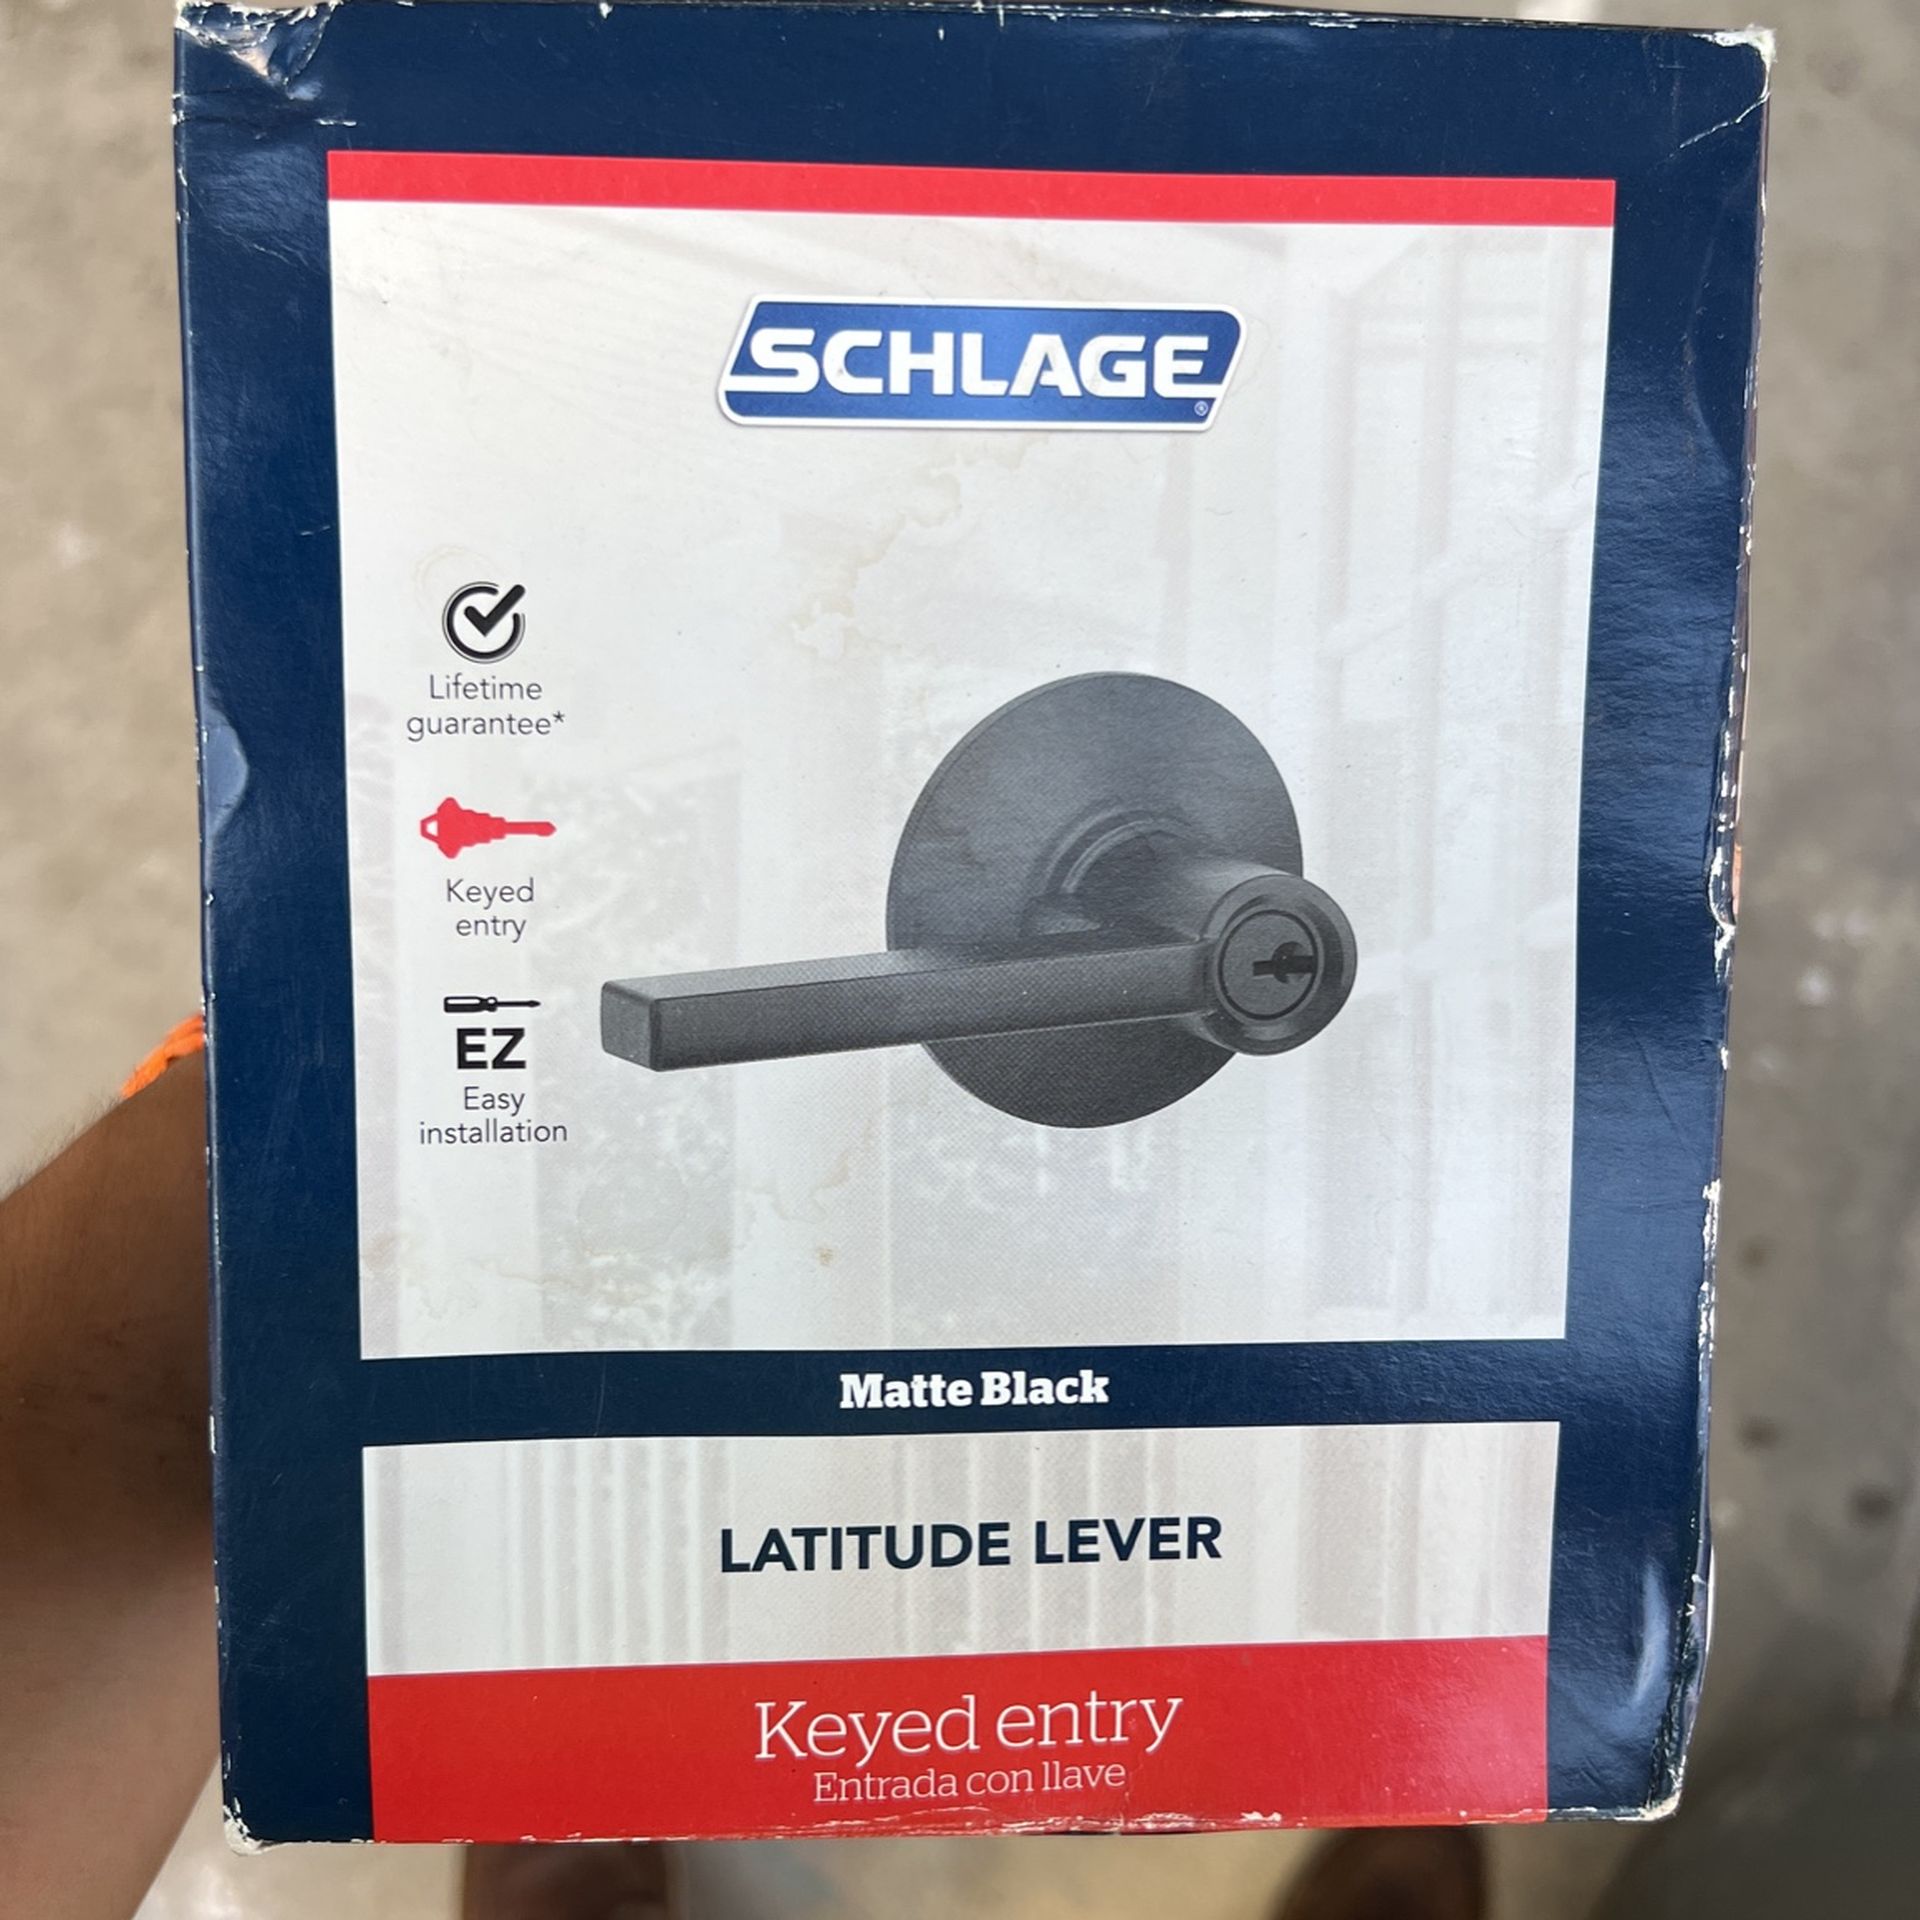 SCHLAGE
Lifetime
guarantee*
Keyed
entry
EZ
Easy
installation
Matte Black
LATITUDE LEVER
Keyed entry
Entrada con llave